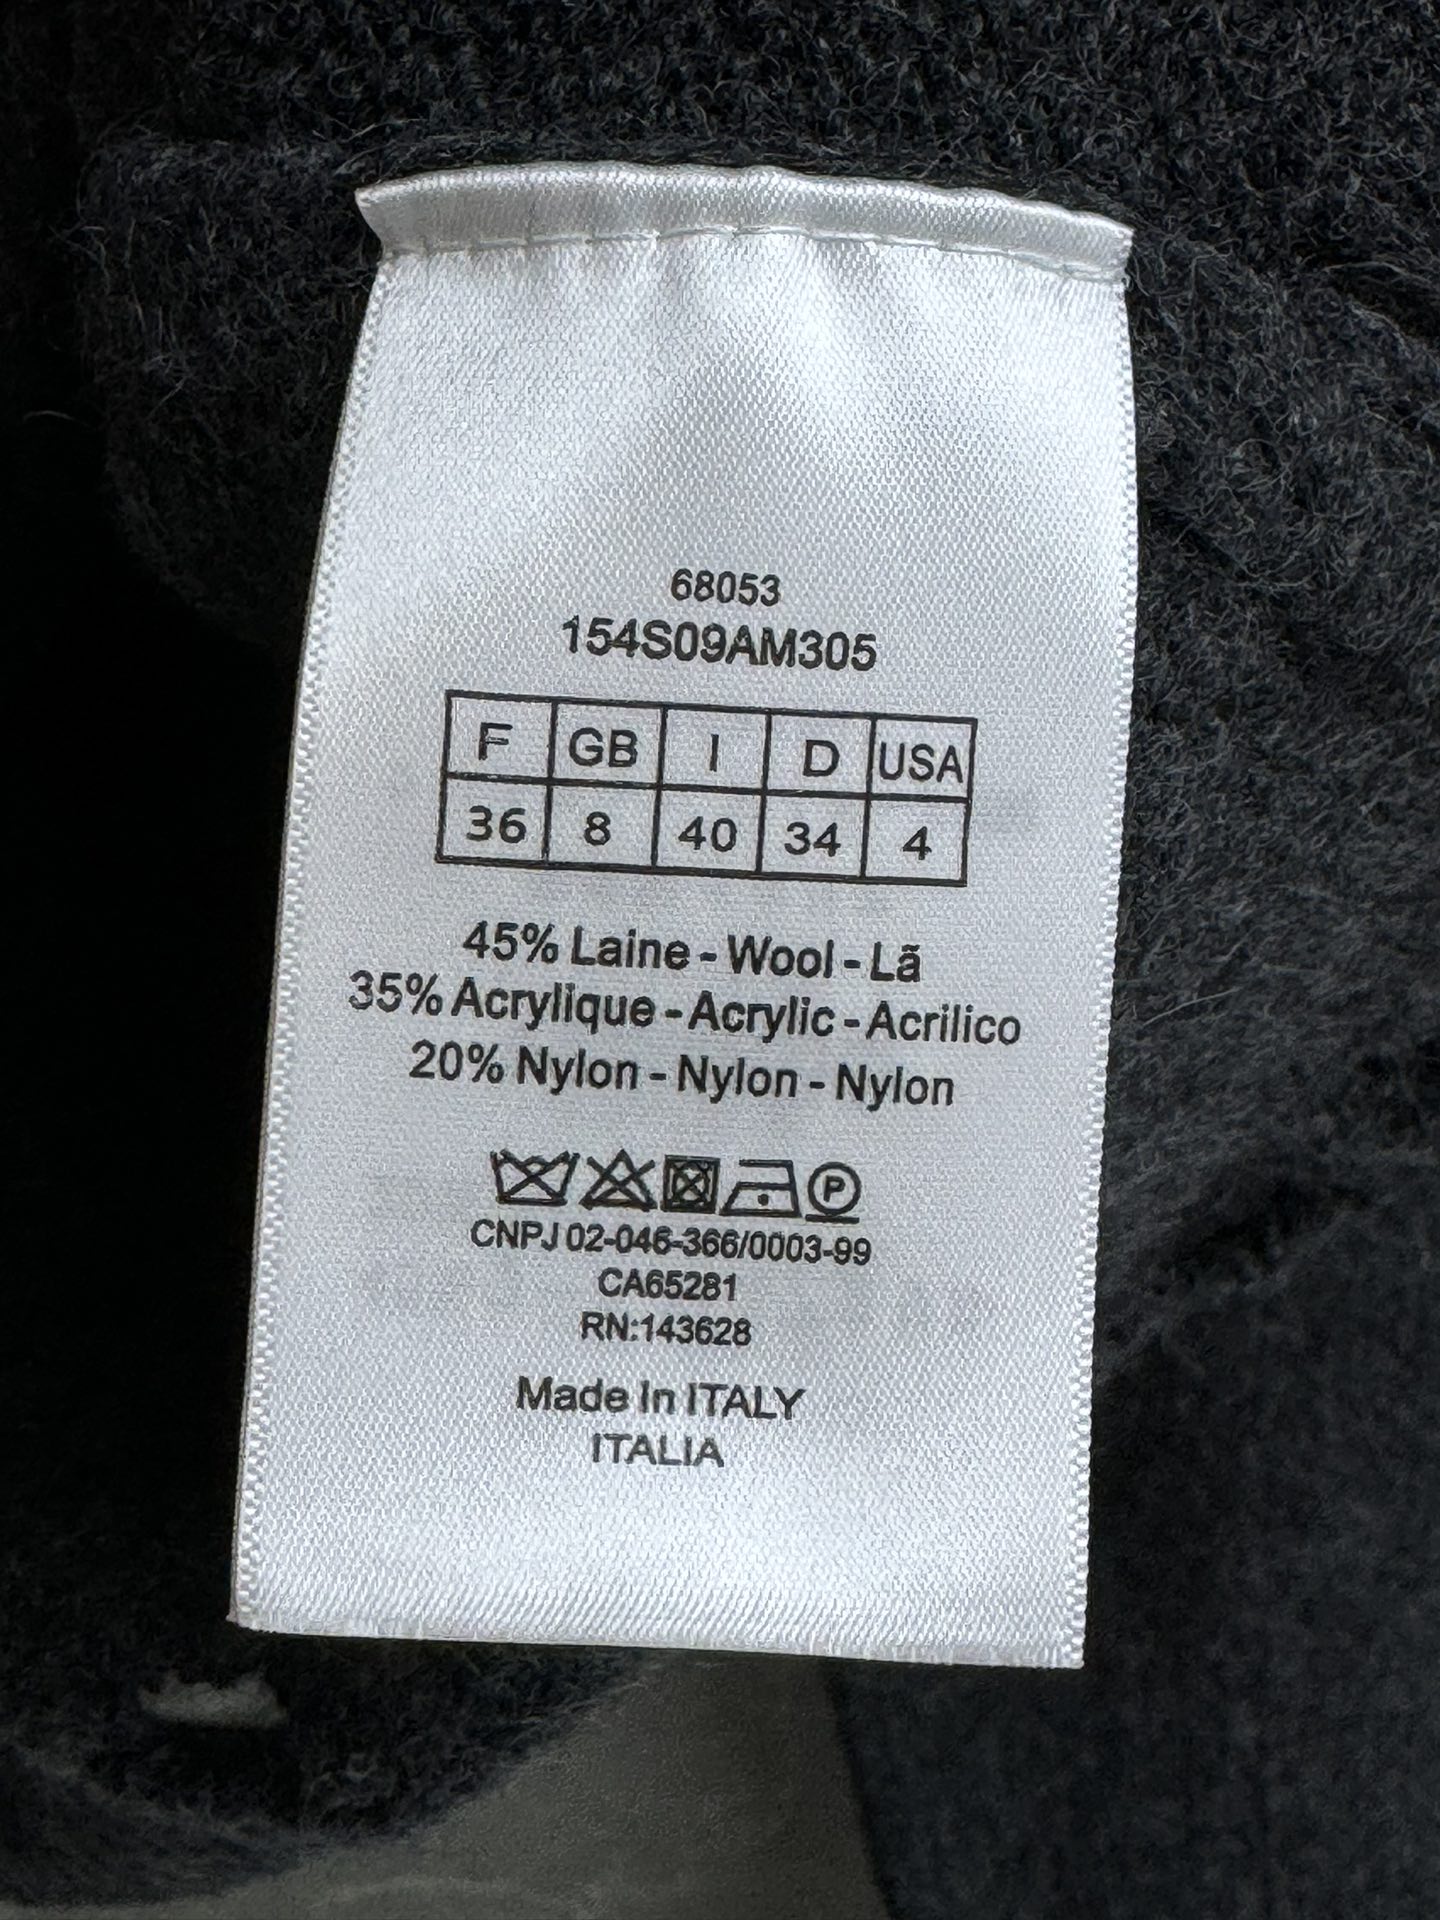 68053
154S09AM305
F GB I D USA
36 8 40 34 4
45% Laine - Wool - Lã
35% Acrylique - Acrylic - Acrilico
20% Nylon - Nylon - Nylon
P
CNPJ 02-046-366/0003-99
CA65281
RN:143628
Made In ITALY
ITALIA